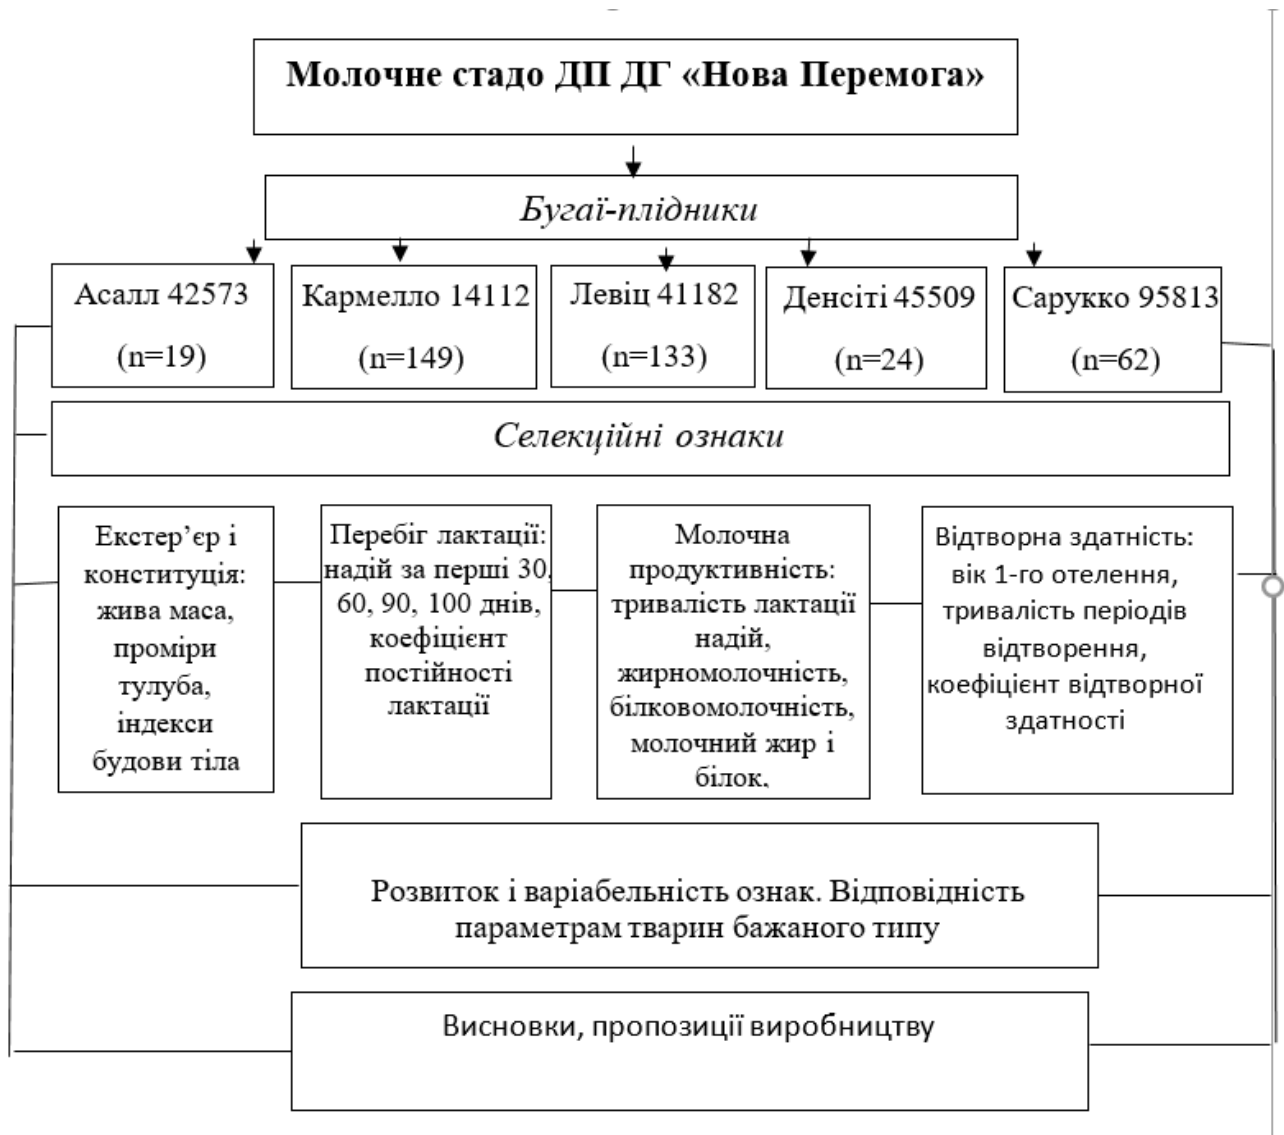 Молочне стадо ДП ДГ «Нова Перемога»
Бугаї-плідники
Асалл 42573
(n=19)
Кармелло 14112
(n=149)
Левіц 41182
(n=133)
Денсіті 45509
(n=24)
Сарукко 95813
(n=62)
Селекційні ознаки
Екстер’єр і
конституція:
жива маса,
проміри
тулуба,
індекси
будови тіла
Перебіг лактації:
надій за перші 30,
60, 90, 100 днів,
коефіцієнт
постійності
лактації
Молочна
продуктивність:
тривалість лактації
надій,
жирномолочність,
білковомолочність,
молочний жир і
білок.
Відтворна здатність:
вік 1-го отелення,
тривалість періодів
відтворення,
коефіцієнт відтворної
здатності
Розвиток і варіабельність ознак. Відповідність
параметрам тварин бажаного типу
Висновки, пропозиції виробництву